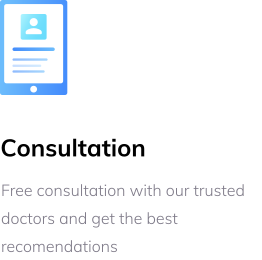 Consultation
Free consultation with our trusted
doctors and get the best
recomendations